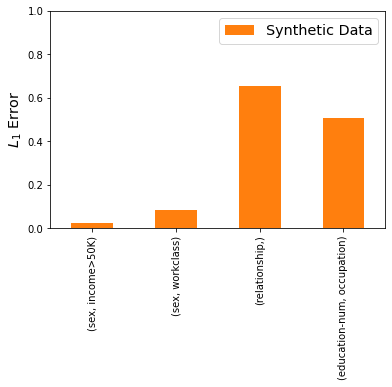 1.0
0.8
0.6
0.4
0.2
0.0
L₁ Error
Synthetic Data
(sex, income>50K)
(sex, workclass)
(relationship,)
(education-num, occupation)